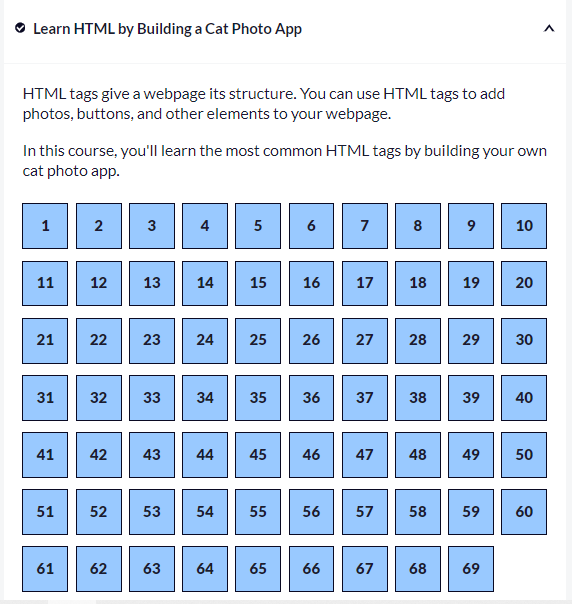 Learn HTML by Building a Cat Photo App
HTML tags give a webpage its structure. You can use HTML tags to add
photos, buttons, and other elements to your webpage.
In this course, you'll learn the most common HTML tags by building your own
cat photo app.
1 2 3 4 5 6 7 8 9 10
11 12 13 14 15 16 17 18 19 20
21 22 23 24 25 26 27 28 29 30
31 32 33 34 35 36 37 38 39 40
41 42 43 44 45 46 47 48 49 50
51 52 53 54 55 56 57 58 59 60
61 62 63 64 65 66 67 68 69